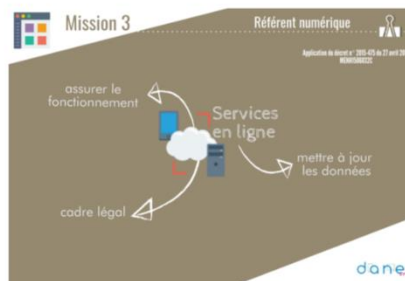 Mission 3
Référent numérique
Application du décret n° 2015-475 du 27 avril
assurer le
fonctionnement
Services
en ligne
mettre à jour
les données
cadre légal
dane